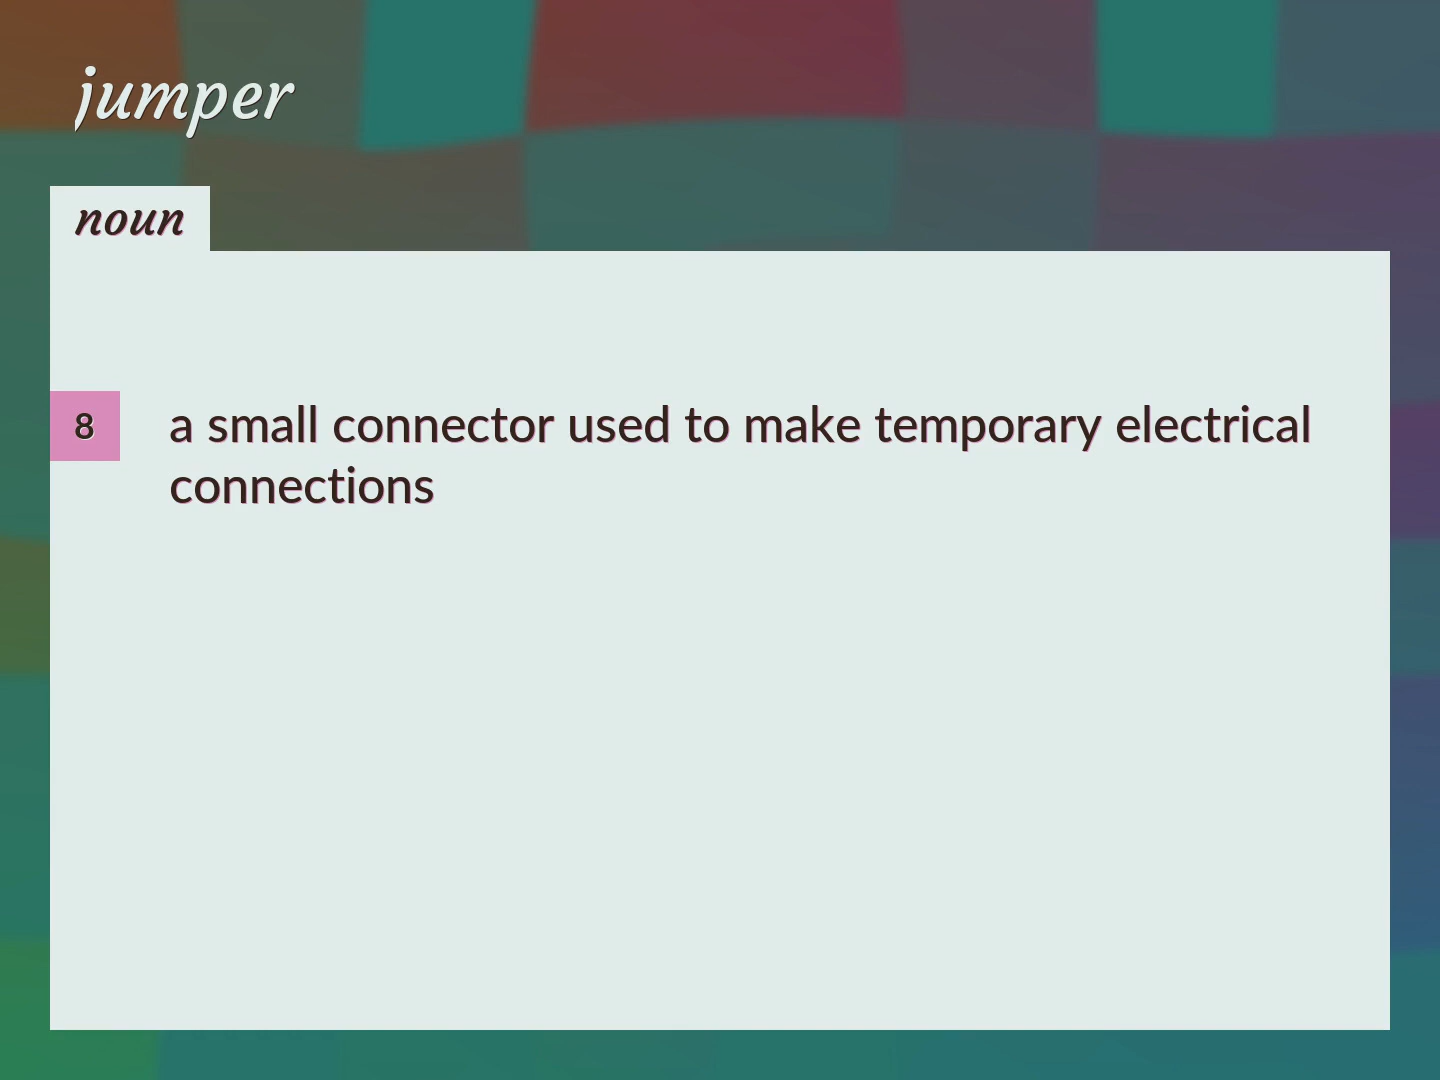 jumper
noun
8 a small connector used to make temporary electrical
connections